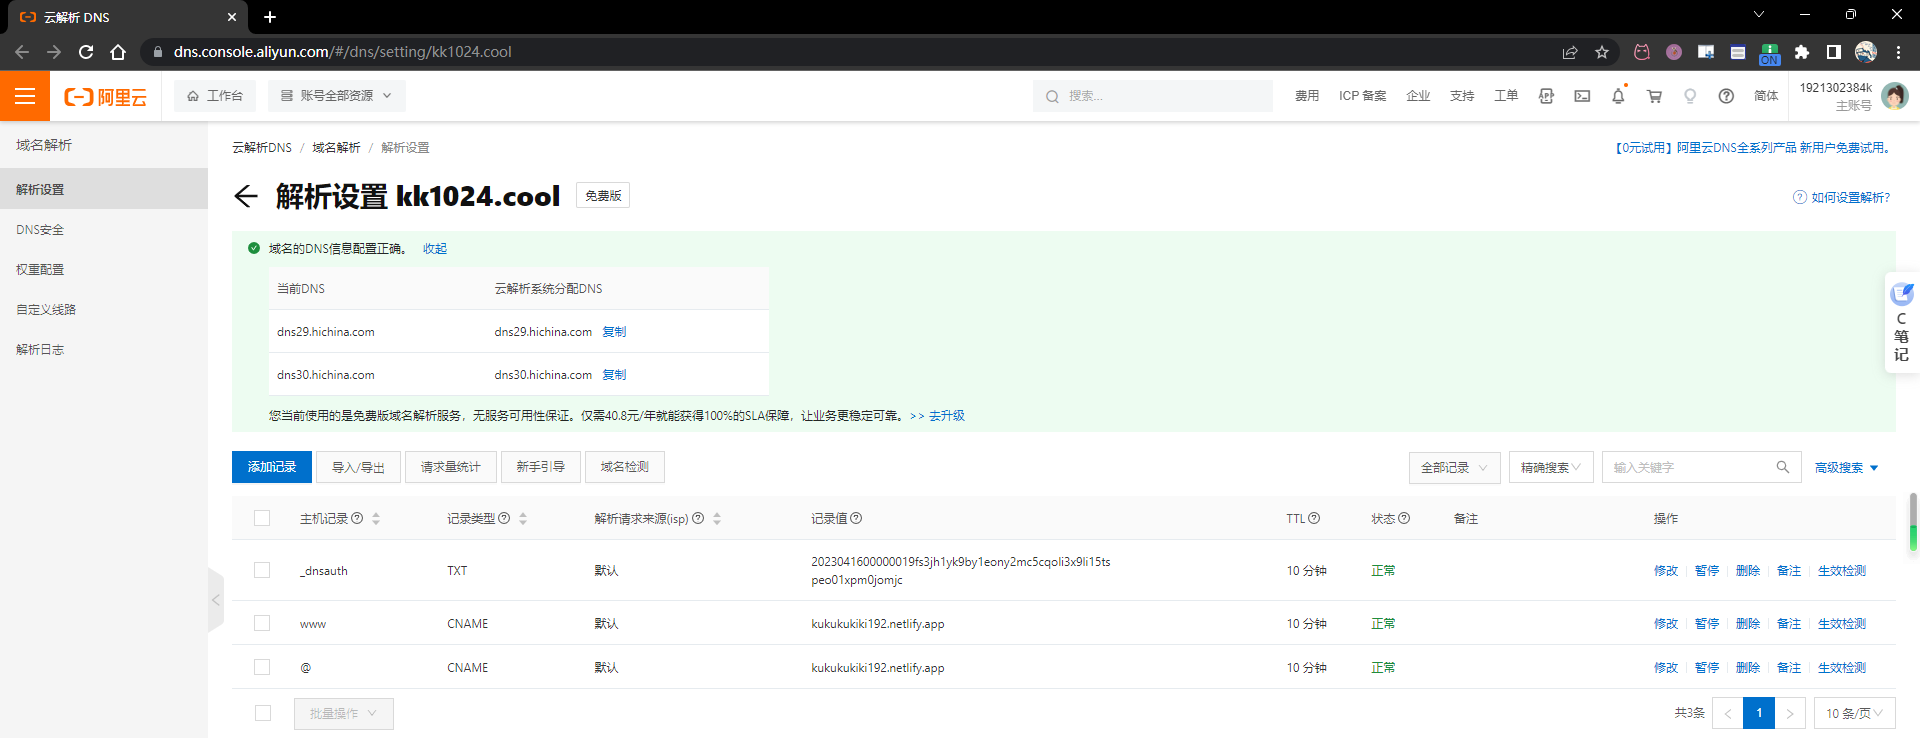 云解析 DNS
dns.console.aliyun.com/#/dns/setting/kk1024.cool
ON
阿里云
工作台
账号全部资源
搜索...
费用
ICP 备案
企业
支持
工单
简体
1921302384k
主账号
域名解析
解析设置
DNS安全
权重配置
自定义线路
解析日志
云解析DNS / 域名解析 / 解析设置
【0元试用】阿里云DNS全系列产品 新用户免费试用。
解析设置 kk1024.cool
免费版
如何设置解析?
域名的DNS信息配置正确。 收起
当前DNS 云解析系统分配DNS
dns29.hichina.com dns29.hichina.com 复制
dns30.hichina.com dns30.hichina.com 复制
您当前使用的是免费版域名解析服务，无服务可用性保证。仅需40.8元/年就能获得100%的SLA保障，让业务更稳定可靠。>> 去升级
C
笔
记
添加记录 导入/导出 请求量统计 新手引导 域名检测 全部记录 精确搜索 输入关键字 高级搜索
主机记录 记录类型 解析请求来源(isp) 记录值 TTL 状态 备注 操作
_dnsauth TXT 默认 2023041600000019fs3jh1yk9by1eony2mc5cqoli3x9li15ts
peo01xpm0jomjc 10 分钟 正常 修改 暂停 删除 备注 生效检测
www CNAME 默认 kukukukiki192.netlify.app 10 分钟 正常 修改 暂停 删除 备注 生效检测
@ CNAME 默认 kukukukiki192.netlify.app 10 分钟 正常 修改 暂停 删除 备注 生效检测
批量操作 共3条 < 1 > 10 条/页